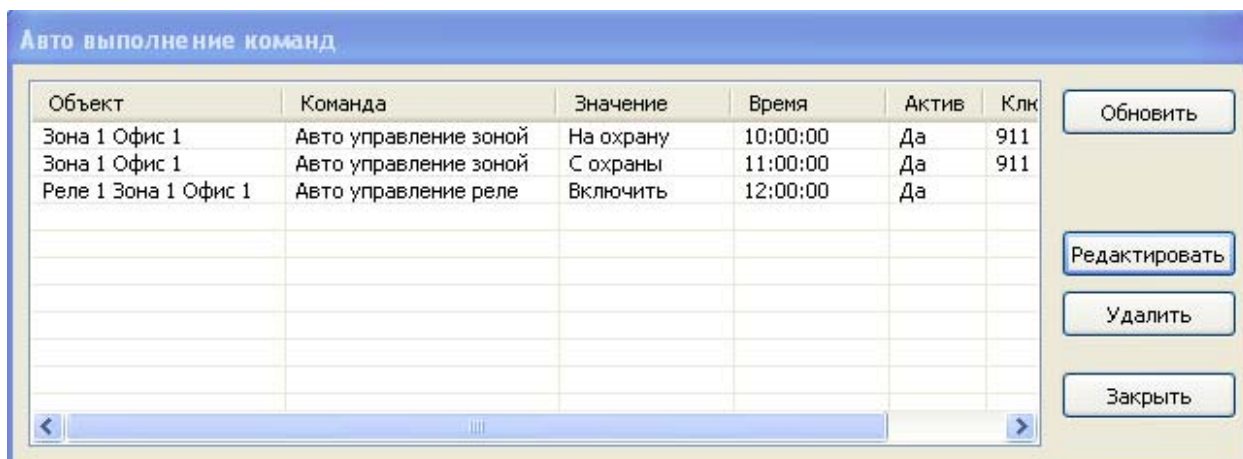 Авто выполнение команд
Объект Команда Значение Время Актив Клю
Зона 1 Офис 1 Авто управление зоной На охрану 10:00:00 Да 911
Зона 1 Офис 1 Авто управление зоной С охраны 11:00:00 Да 911
Реле 1 Зона 1 Офис 1 Авто управление реле Включить 12:00:00 Да
Обновить
Редактировать
Удалить
Закрыть